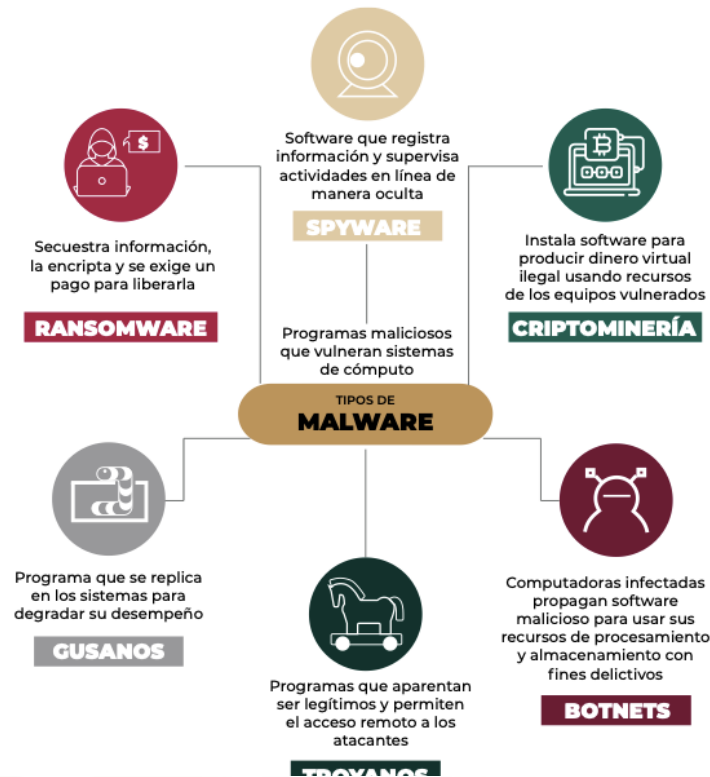 Software que registra
información y supervisa
actividades en línea de
manera oculta
SPYWARE
$
Secuestra información,
la encripta y se exige un
pago para liberarla
RANSOMWARE
Instala software para
producir dinero virtual
ilegal usando recursos
de los equipos vulnerados
CRIPTOMINERÍA
Programas maliciosos
que vulneran sistemas
de cómputo
TIPOS DE
MALWARE
Programa que se replica
en los sistemas para
degradar su desempeño
GUSANOS
Programas que aparentan
ser legítimos y permiten
el acceso remoto a los
atacantes
TROYANOS
Computadoras infectadas
propagan software
malicioso para usar sus
recursos de procesamiento
y almacenamiento con
fines delictivos
BOTNETS